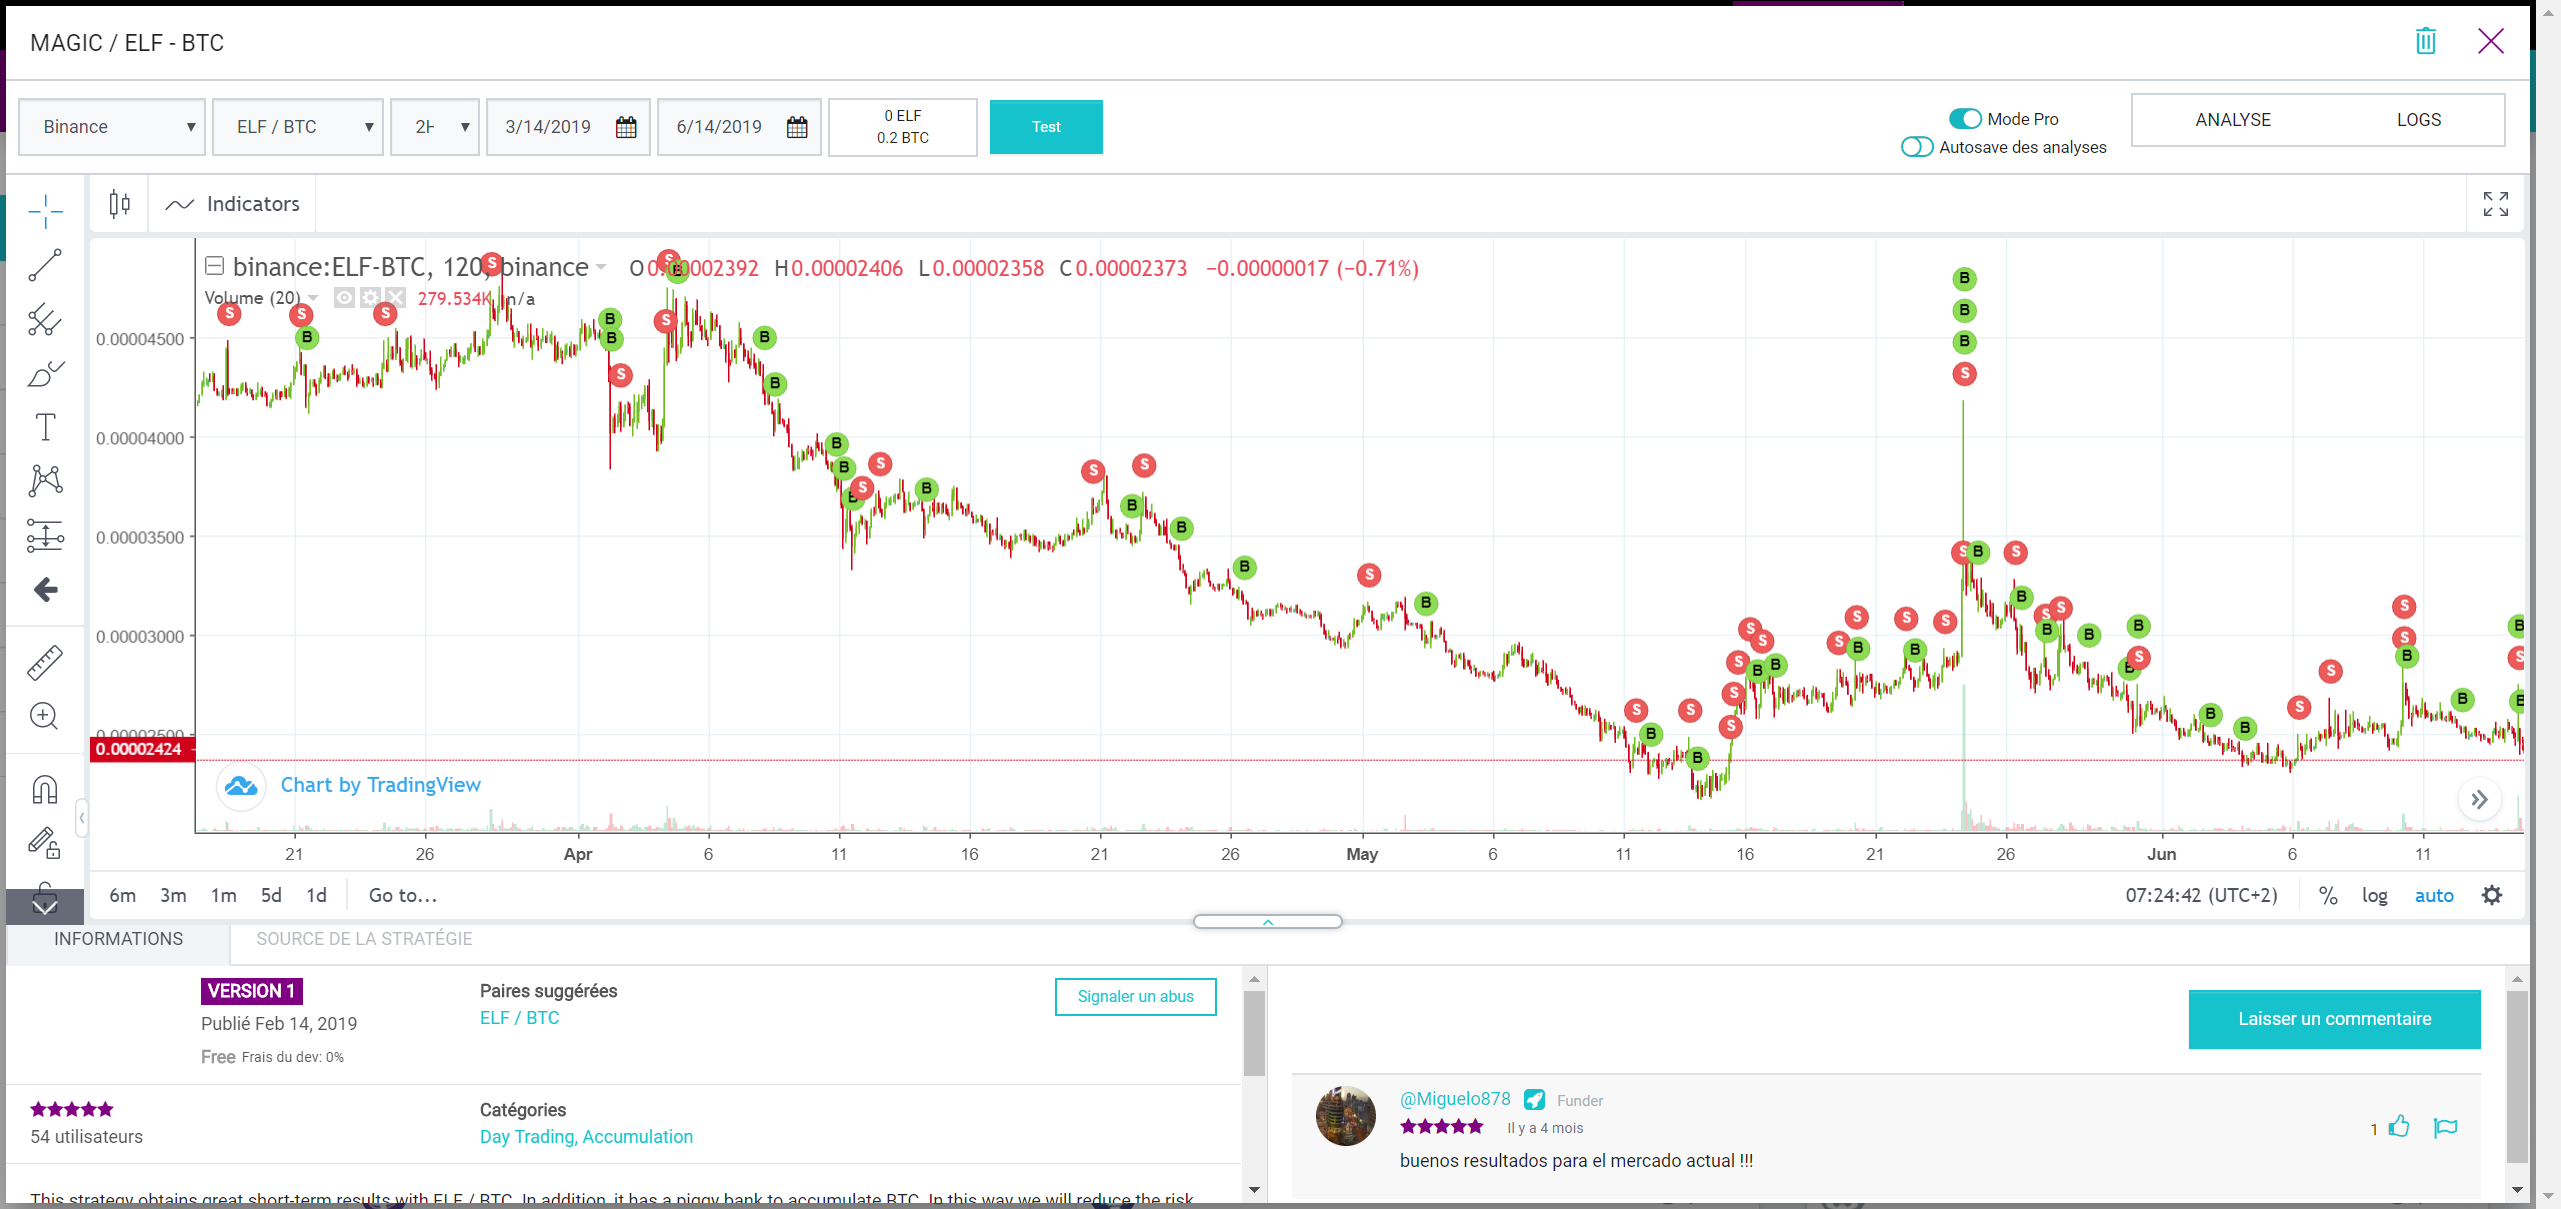 MAGIC / ELF - BTC
Binance
ELF / BTC
3/14/2019
6/14/2019
0 ELF
0.2 BTC
Test
Mode Pro
Autosave des analyses
ANALYSE
LOGS
Indicators
binance:ELF-BTC, 120, binance
O0.00002392 H0.00002406 L0.00002358 C0.00002373 −0.00000017 (−0.71%)
Volume (20)
279.534K n/a
0.00004500
0.00004000
0.00003500
0.00003000
0.00002500
0.00002424
Chart by TradingView
21 26 Apr 6 11 16 21 26 May 6 11 16 21 26 Jun 6 11
6m 3m 1m 5d 1d Go to...
07:24:42 (UTC+2) % log auto
INFORMATIONS
SOURCE DE LA STRATÉGIE
VERSION 1
Publié Feb 14, 2019
Free Frais du dev: 0%
Paires suggérées
ELF / BTC
Signaler un abus
54 utilisateurs
Catégories
Day Trading, Accumulation
This strategy obtains great short-term results with ELF / BTC. In addition, it has a piggy bank to accumulate BTC. In this way we will reduce the risk
Laisser un commentaire
@Miguelo878 Funder
Il y a 4 mois
1
buenos resultados para el mercado actual !!!